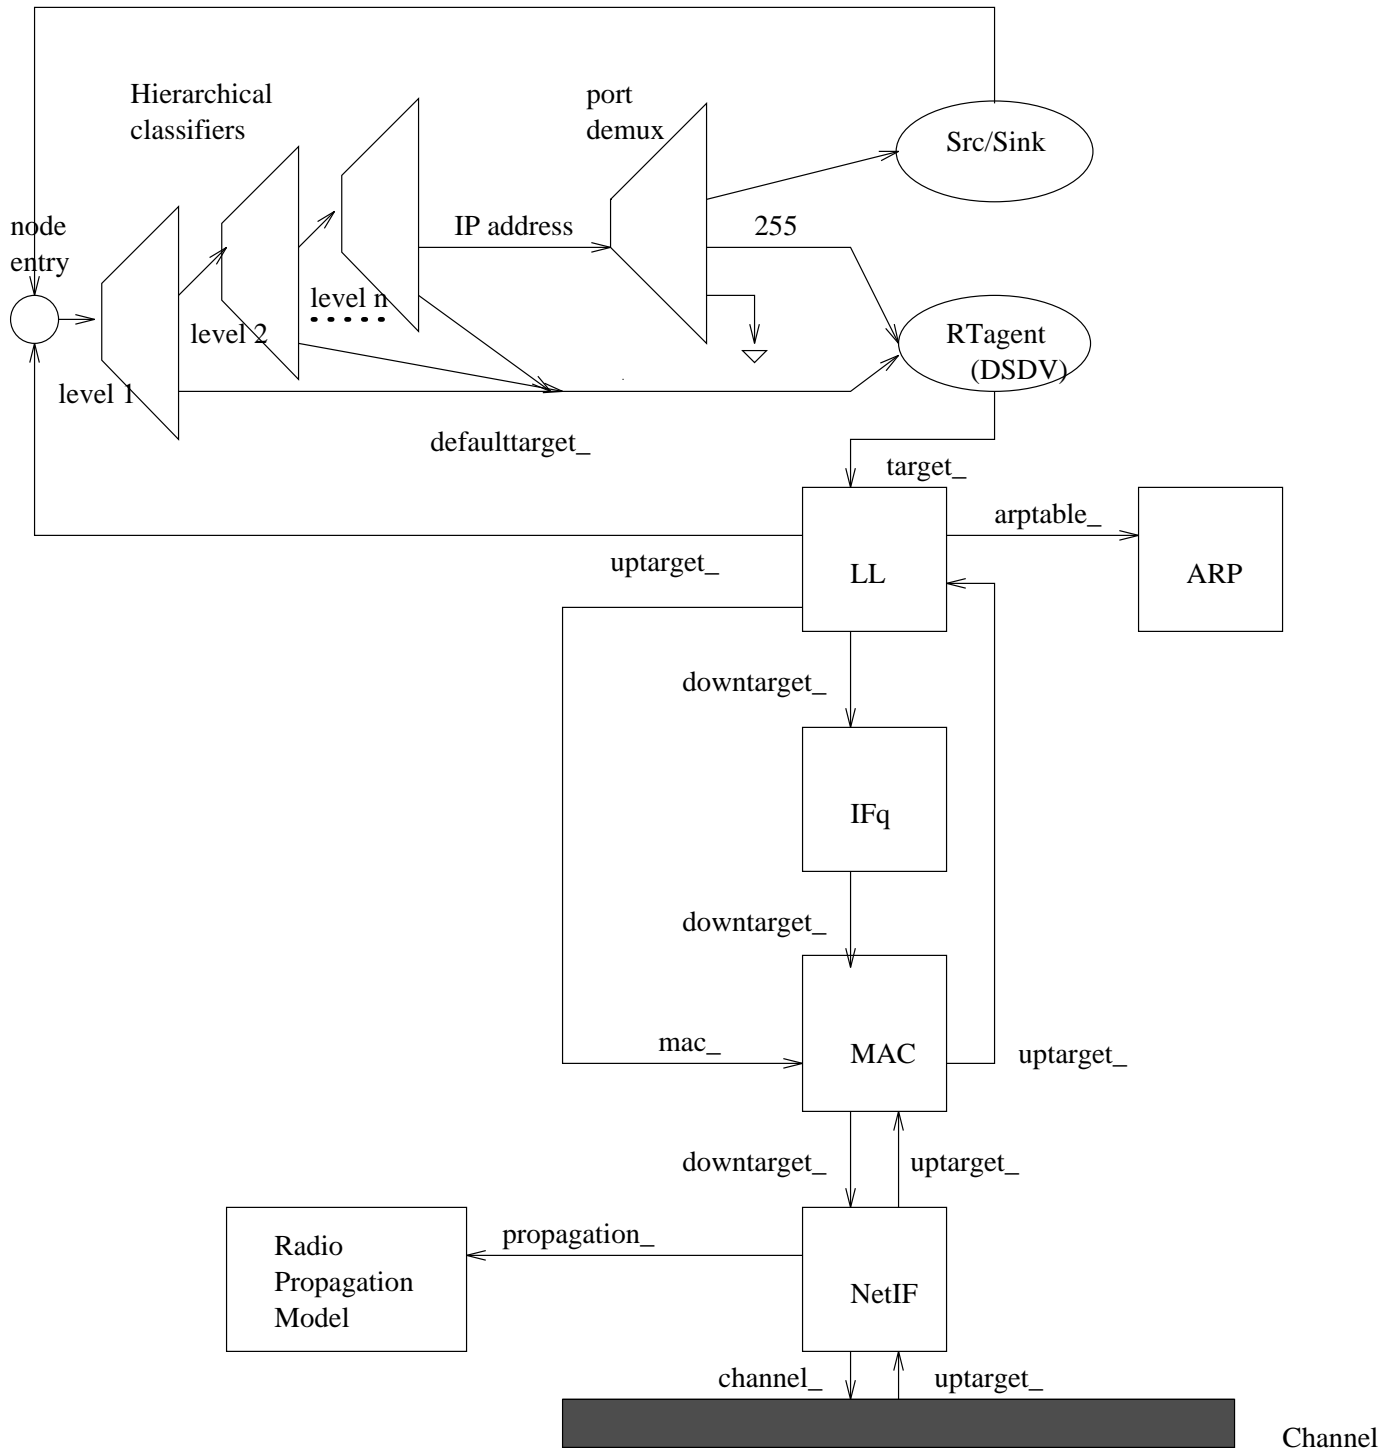 Hierarchical
classifiers
port
demux
Src/Sink
node
entry
IP address
255
level n
level 2
level 1
RTagent
(DSDV)
defaulttarget_
target_
arptable_
uptarget_
LL
ARP
downtarget_
IFq
downtarget_
mac_
MAC
uptarget_
downtarget_
uptarget_
propagation_
Radio
Propagation
Model
NetIF
channel_
uptarget_
Channel